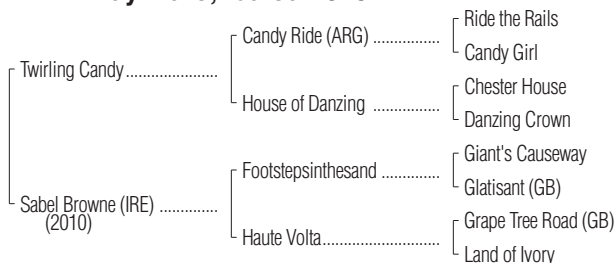 Twirling Candy
Sabel Browne (IRE)
(2010)
Candy Ride (ARG)
House of Danzing
Footstepsinthesand
Haute Volta
Ride the Rails
Candy Girl
Chester House
Danzing Crown
Giant's Causeway
Glatisant (GB)
Grape Tree Road (GB)
Land of Ivory